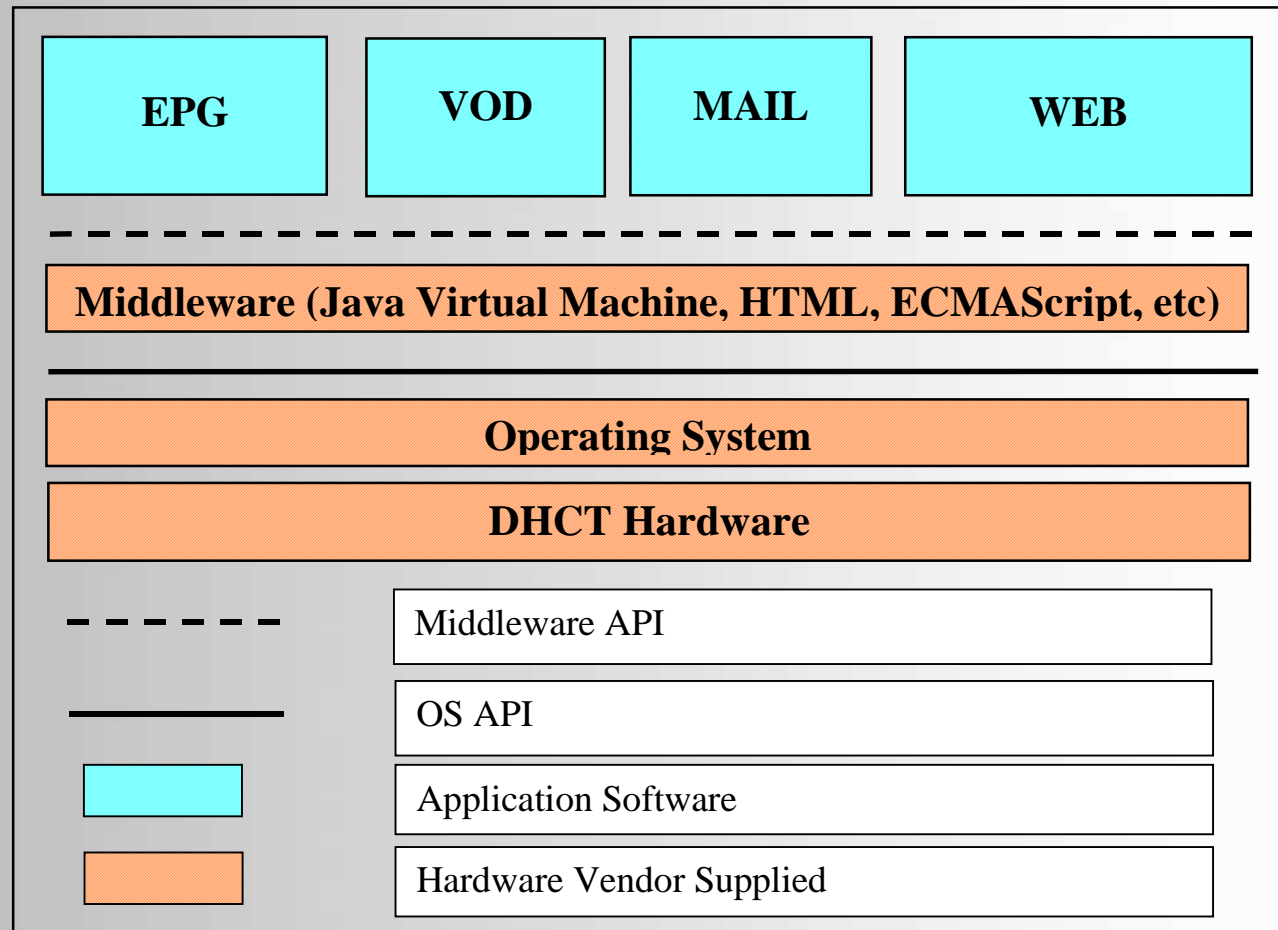 EPG
VOD
MAIL
WEB
Middleware (Java Virtual Machine, HTML, ECMAScript, etc)
Operating System
DHCT Hardware
Middleware API
OS API
Application Software
Hardware Vendor Supplied